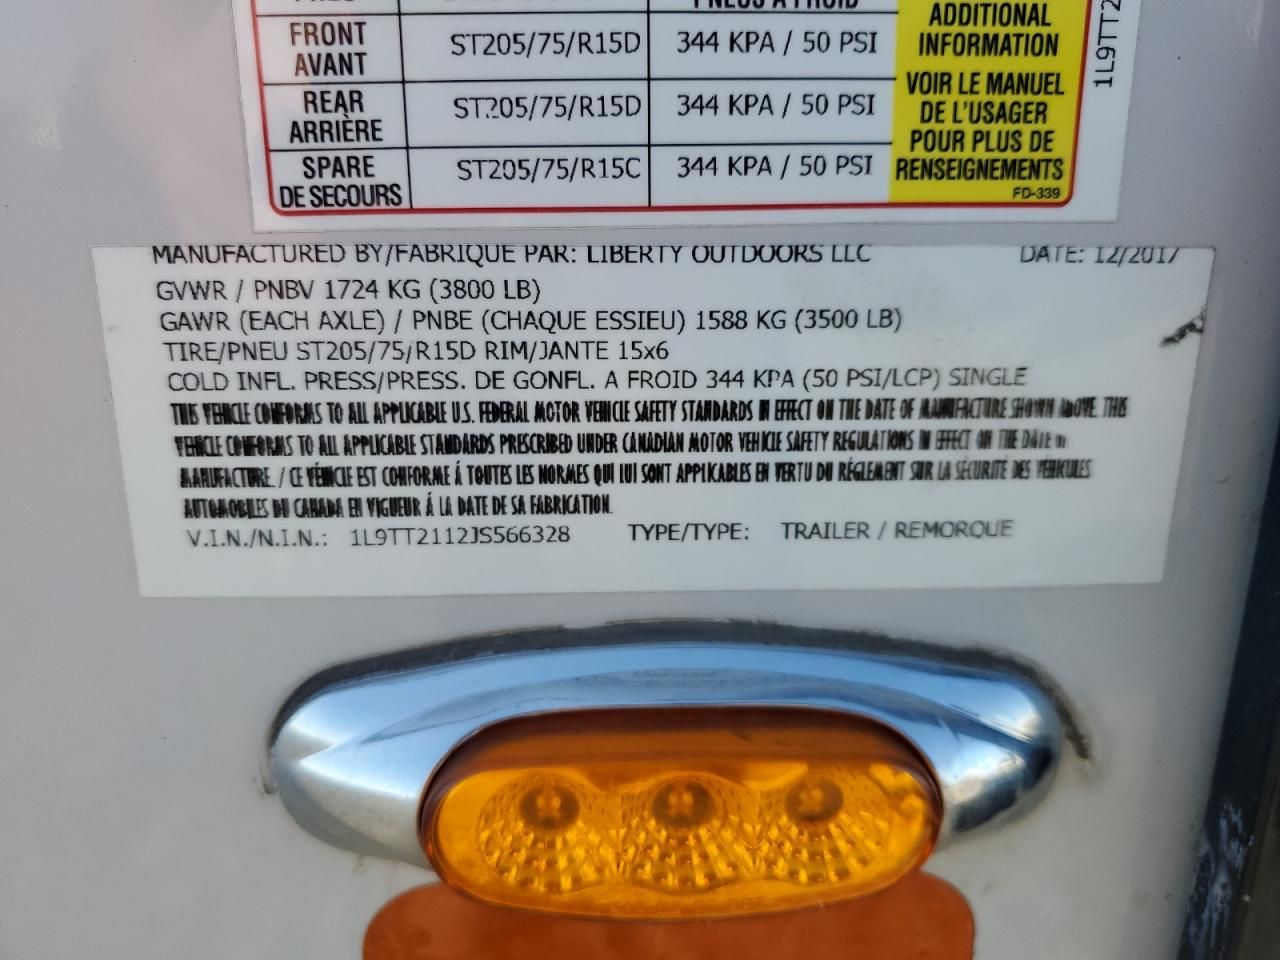 PNEUS À FROID
FRONT AVANT ST205/75/R15D 344 KPA / 50 PSI
REAR ARRIÈRE ST205/75/R15D 344 KPA / 50 PSI
SPARE DE SECOURS ST205/75/R15C 344 KPA / 50 PSI
ADDITIONAL
INFORMATION
VOIR LE MANUEL
DE L'USAGER
POUR PLUS DE
RENSEIGNEMENTS
FD-339
1L9TT2
MANUFACTURED BY/FABRIQUE PAR: LIBERTY OUTDOORS LLC DATE: 12/2017
GVWR / PNBV 1724 KG (3800 LB)
GAWR (EACH AXLE) / PNBE (CHAQUE ESSIEU) 1588 KG (3500 LB)
TIRE/PNEU ST205/75/R15D RIM/JANTE 15x6
COLD INFL. PRESS/PRESS. DE GONFL. A FROID 344 KPA (50 PSI/LCP) SINGLE
THIS VEHICLE CONFORMS TO ALL APPLICABLE U.S. FEDERAL MOTOR VEHICLE SAFETY STANDARDS IN EFFECT ON THE DATE OF MANUFACTURE SHOWN ABOVE. THIS
VEHICLE CONFORMS TO ALL APPLICABLE STANDARDS PRESCRIBED UNDER CANADIAN MOTOR VEHICLE SAFETY REGULATIONS IN EFFECT ON THE DATE OF
MANUFACTURE. / CE VÉHICLE EST CONFORME Á TOUTES LES NORMES QUI IUI SONT APPLICABLES EN VERTU DU RÉGLEMENT SUR LA SÉCURITÉ DES VÉHICULES
AUTOMOBILES DU CANADA EN VIGUEUR Á LA DATE DE SA FABRICATION.
V.I.N./N.I.N.: 1L9TT2112JS566328 TYPE/TYPE: TRAILER / REMORQUE